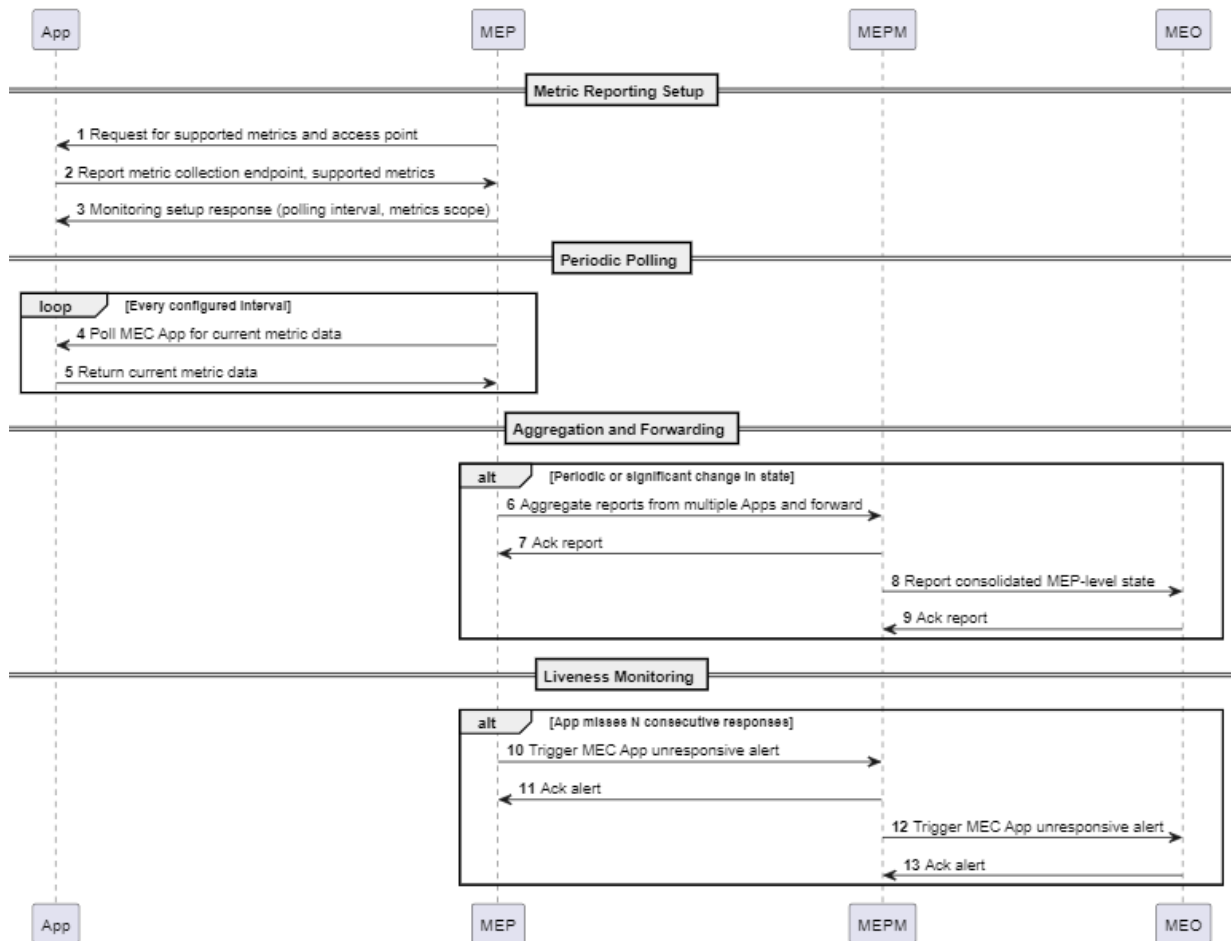 App MEP MEPM MEO
Metric Reporting Setup
1 Request for supported metrics and access point
2 Report metric collection endpoint, supported metrics
3 Monitoring setup response (polling interval, metrics scope)
Periodic Polling
loop [Every configured interval]
4 Poll MEC App for current metric data
5 Return current metric data
Aggregation and Forwarding
alt [Periodic or significant change in state]
6 Aggregate reports from multiple Apps and forward
7 Ack report
8 Report consolidated MEP-level state
9 Ack report
Liveness Monitoring
alt [App misses N consecutive responses]
10 Trigger MEC App unresponsive alert
11 Ack alert
12 Trigger MEC App unresponsive alert
13 Ack alert
App MEP MEPM MEO